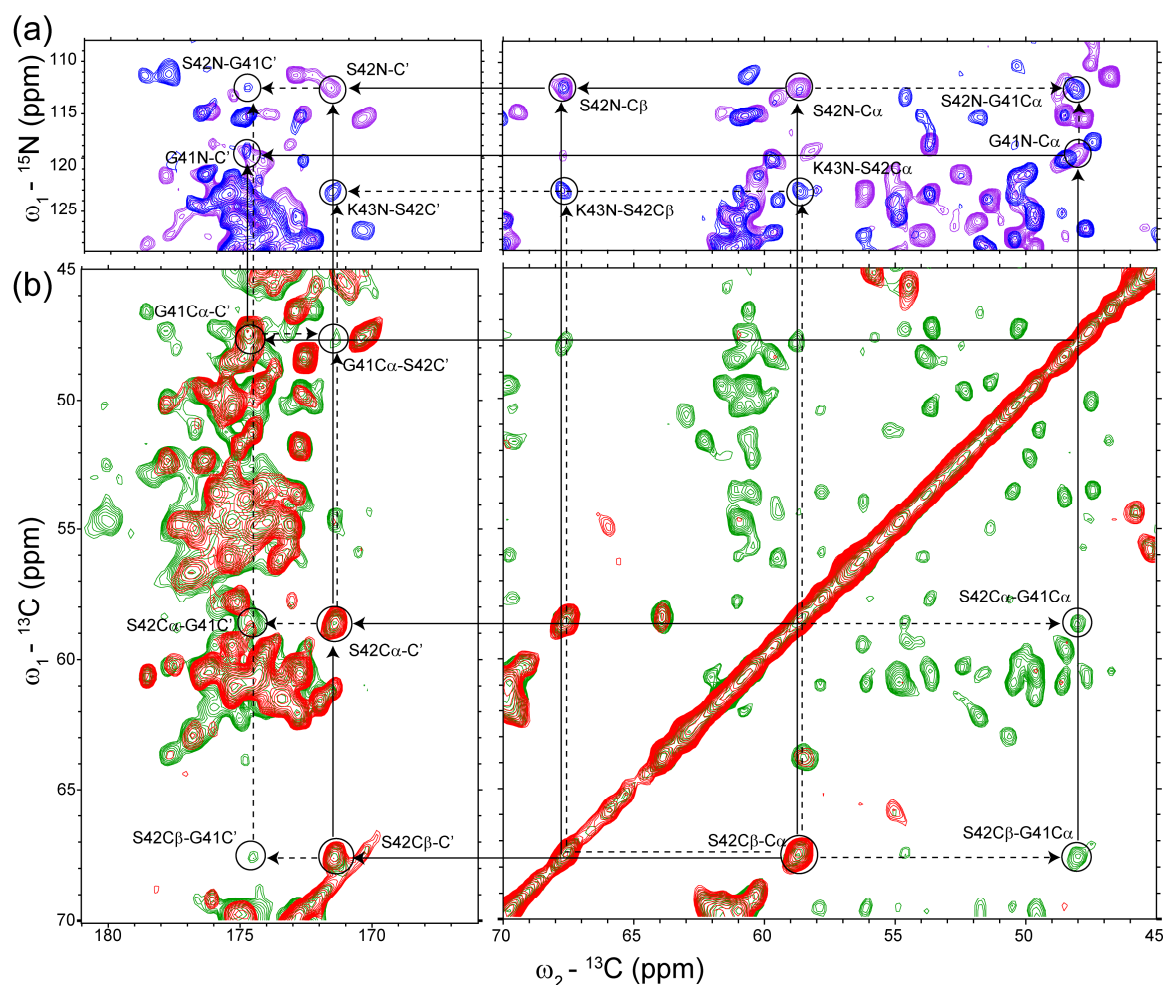 (a)
108
110
115
120
125
ω1 - 15N (ppm)
S42N-G41C'
S42N-C'
G41N-C'
K43N-S42C'
S42N-Cβ
S42N-Cα
S42N-G41Cα
G41N-Cα
K43N-S42Cα
K43N-S42Cβ
(b)
45
50
55
60
65
70
ω1 - 13C (ppm)
G41Cα-C'
G41Cα-S42C'
S42Cα-G41C'
S42Cα-C'
S42Cα-G41Cα
S42Cβ-G41C'
S42Cβ-C'
S42Cβ-Cα
S42Cβ-G41Cα
180 175 170 70 65 60 55 50 45
ω2 - 13C (ppm)